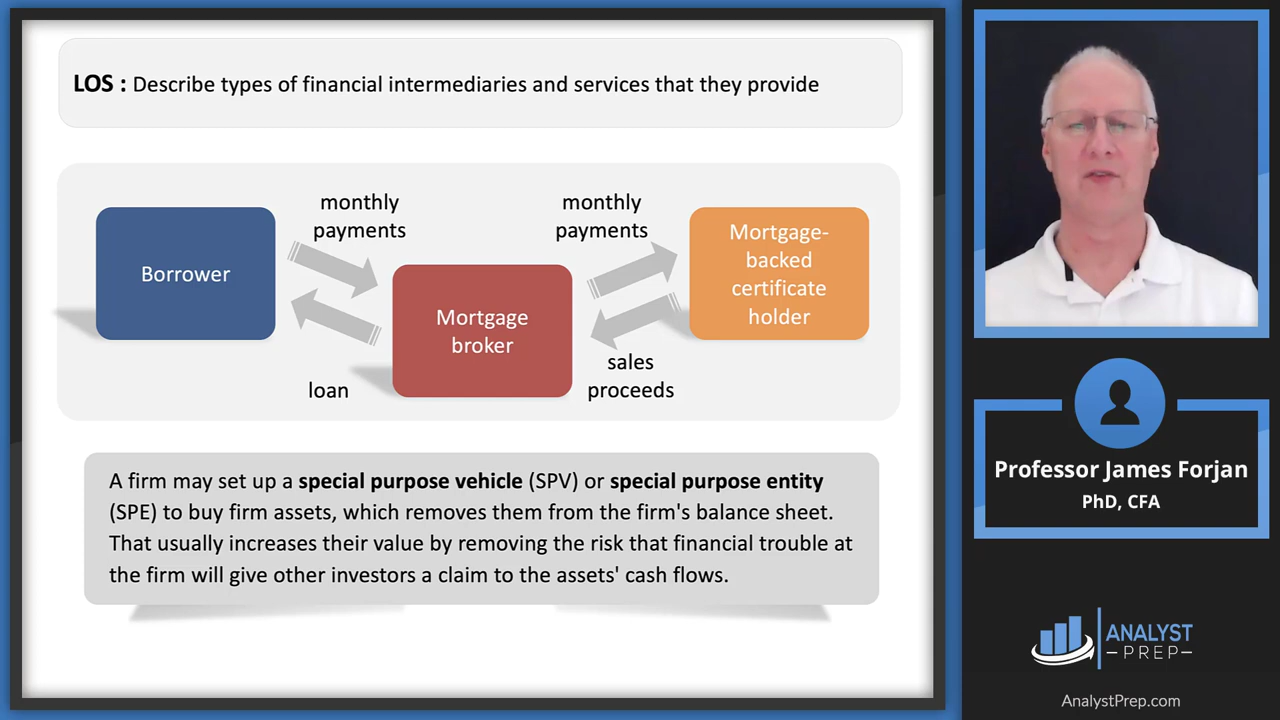 LOS : Describe types of financial intermediaries and services that they provide
monthly
payments
monthly
payments
Borrower
Mortgage
broker
Mortgage-
backed
certificate
holder
loan
sales
proceeds
A firm may set up a special purpose vehicle (SPV) or special purpose entity
(SPE) to buy firm assets, which removes them from the firm's balance sheet.
That usually increases their value by removing the risk that financial trouble at
the firm will give other investors a claim to the assets' cash flows.
Professor James Forjan
PhD, CFA
ANALYST
PREP
AnalystPrep.com